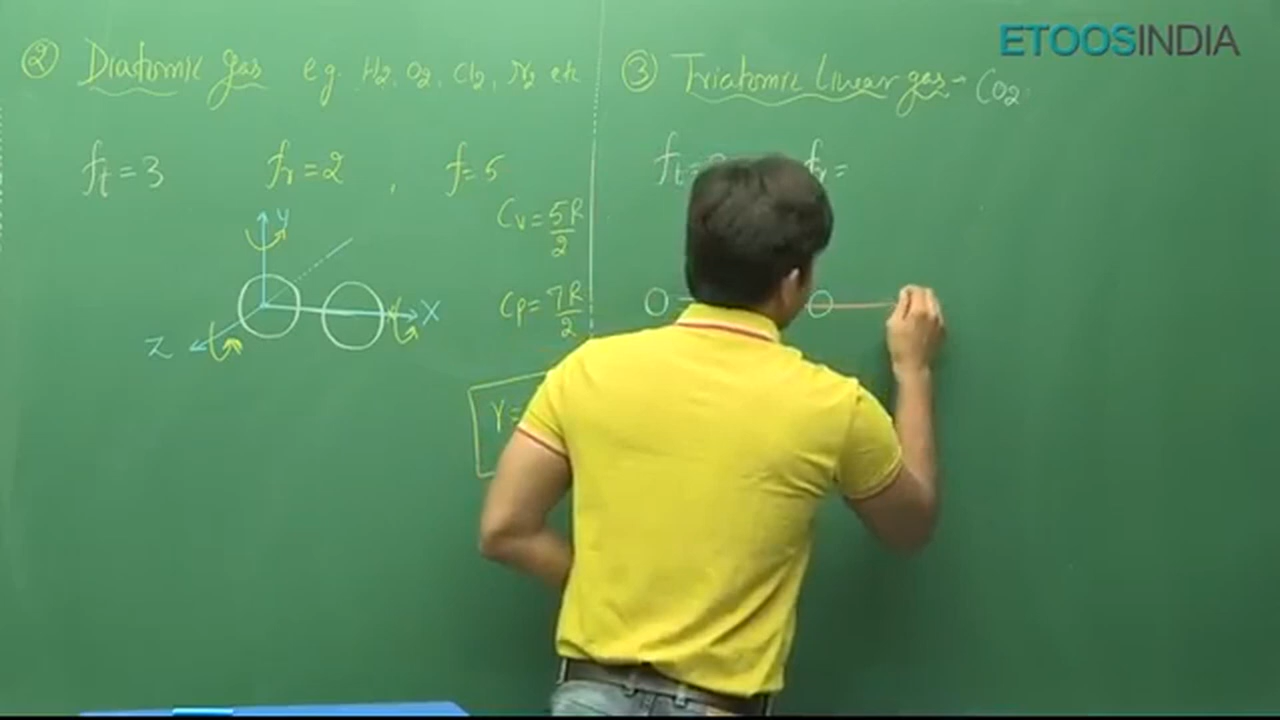 ETOOSINDIA
② Diatomic gas e.g. H2, O2, Cl2, N2 etc
ft = 3 fr = 2 , f = 5
Cv = 5R/2
Cp = 7R/2
γ =
Y
X
Z
③ Triatomic Linear gas - CO2
ft = fr =
O